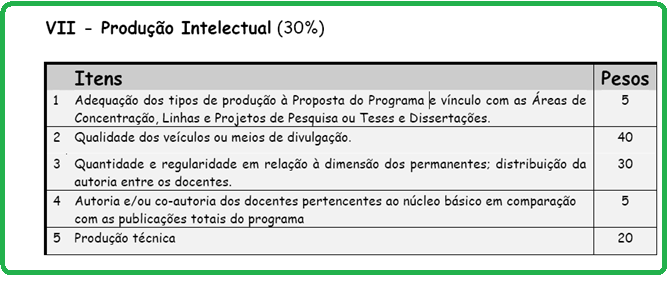 VII - Produção Intelectual (30%)
Itens Pesos
1 Adequação dos tipos de produção à Proposta do Programa e vínculo com as Áreas de 5
Concentração, Linhas e Projetos de Pesquisa ou Teses e Dissertações.
2 Qualidade dos veículos ou meios de divulgação. 40
3 Quantidade e regularidade em relação à dimensão dos permanentes; distribuição da 30
autoria entre os docentes.
4 Autoria e/ou co-autoria dos docentes pertencentes ao núcleo básico em comparação 5
com as publicações totais do programa
5 Produção técnica 20